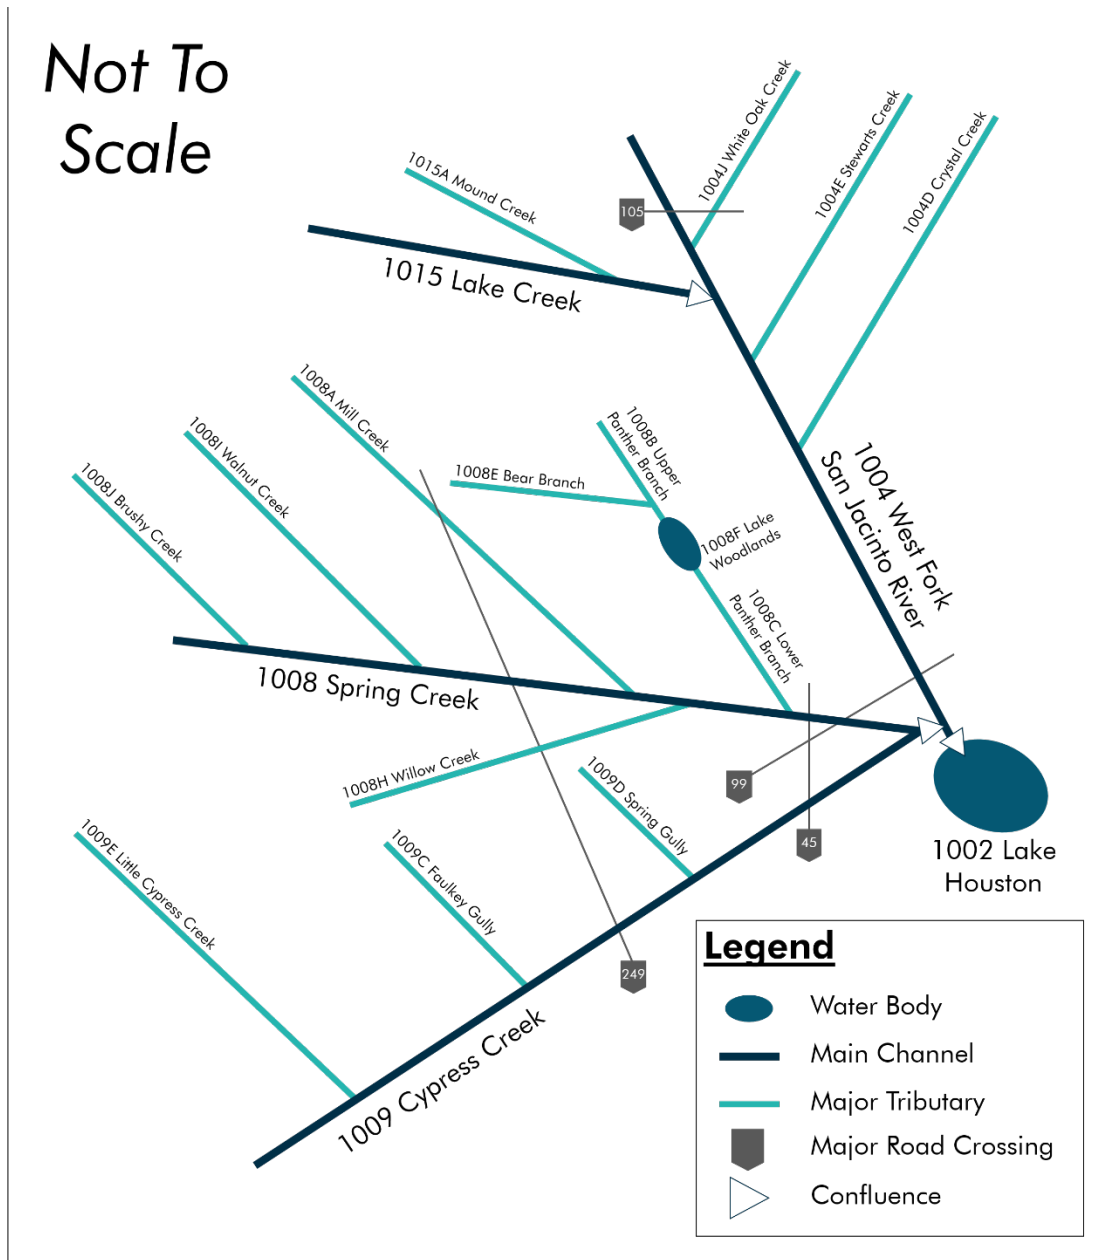 Not To
Scale
1004J White Oak Creek
1004E Stewarts Creek
1004D Crystal Creek
1015A Mound Creek
105
1015 Lake Creek
1008A Mill Creek
1008I Walnut Creek
1008J Brushy Creek
1008B Upper
Panther Branch
1008E Bear Branch
1008F Lake
Woodlands
1004 West Fork
San Jacinto River
1008C Lower
Panther Branch
1008 Spring Creek
1008H Willow Creek
99
1009D Spring Gully
45
1009E Little Cypress Creek
1009C Faulkey Gully
1002 Lake
Houston
249
1009 Cypress Creek
Legend
Water Body
Main Channel
Major Tributary
Major Road Crossing
Confluence